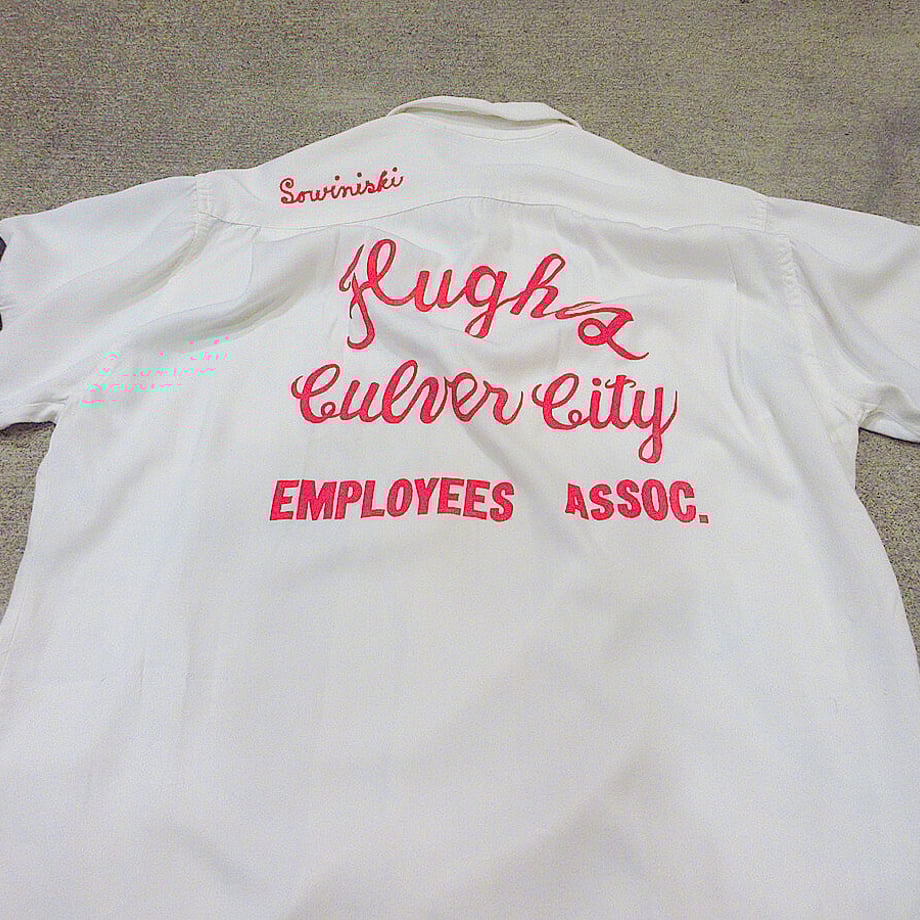 Sowiniski
Hughes
Culver City
EMPLOYEES ASSOC.